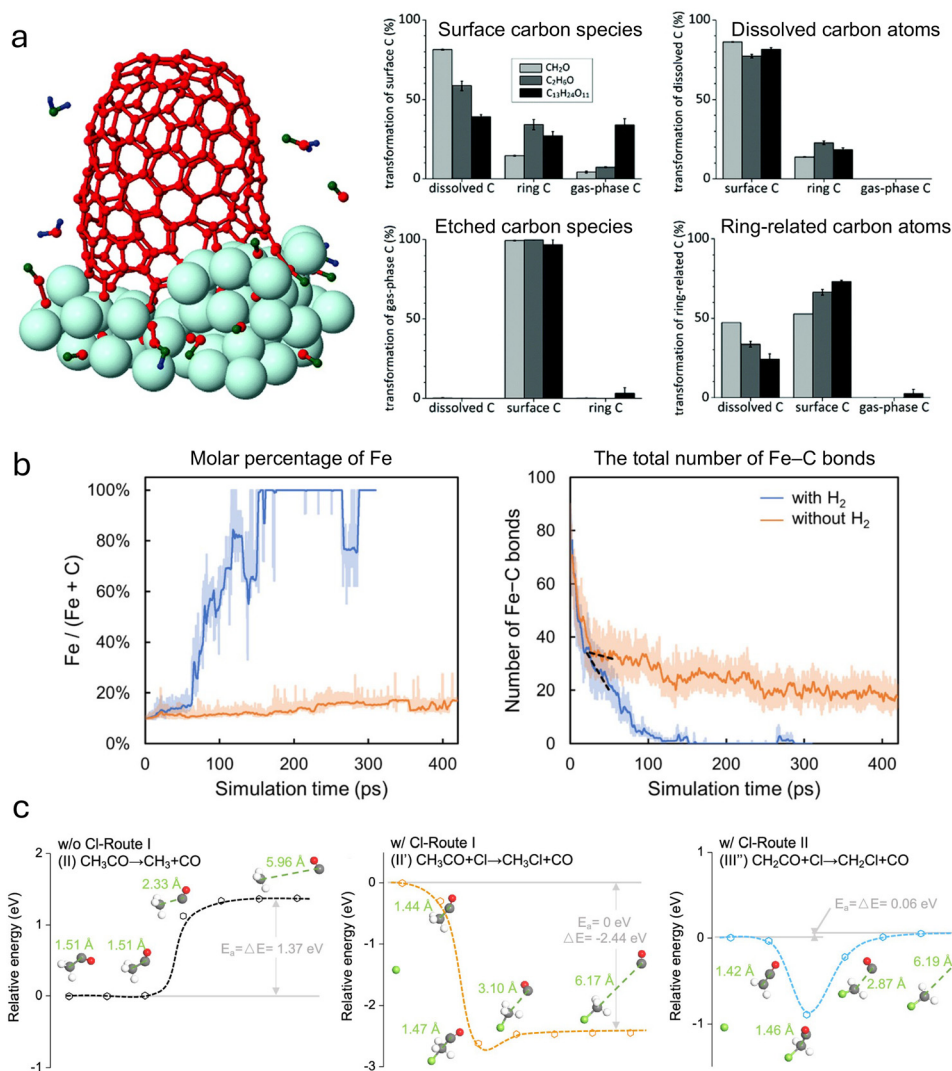 a
Surface carbon species
transformation of surface C (%)
100
50
0
CH₂O
C₂H₆O
C₁₃H₂₄O₁₁
dissolved C
ring C
gas-phase C
Dissolved carbon atoms
transformation of dissolved C (%)
100
50
0
surface C
ring C
gas-phase C
Etched carbon species
transformation of gas-phase C (%)
100
50
0
dissolved C
surface C
ring C
Ring-related carbon atoms
transformation of ring-related C (%)
100
50
0
dissolved C
surface C
gas-phase C
b
Molar percentage of Fe
Fe / (Fe + C)
100%
80%
60%
40%
20%
0%
0
100
200
300
400
Simulation time (ps)
The total number of Fe–C bonds
Number of Fe–C bonds
100
80
60
40
20
0
with H₂
without H₂
0
100
200
300
400
Simulation time (ps)
c
w/o Cl-Route I
(II) CH₃CO→CH₃+CO
Relative energy (eV)
2
1
0
-1
1.51 Å
1.51 Å
2.33 Å
5.96 Å
Eₐ=△E= 1.37 eV
w/ Cl-Route I
(II') CH₃CO+Cl→CH₃Cl+CO
Relative energy (eV)
0
-1
-2
-3
1.44 Å
1.47 Å
3.10 Å
6.17 Å
Eₐ= 0 eV
△E= -2.44 eV
w/ Cl-Route II
(III") CH₂CO+Cl→CH₂Cl+CO
Relative energy (eV)
1
0
-1
Eₐ=△E= 0.06 eV
1.42 Å
1.46 Å
2.87 Å
6.19 Å